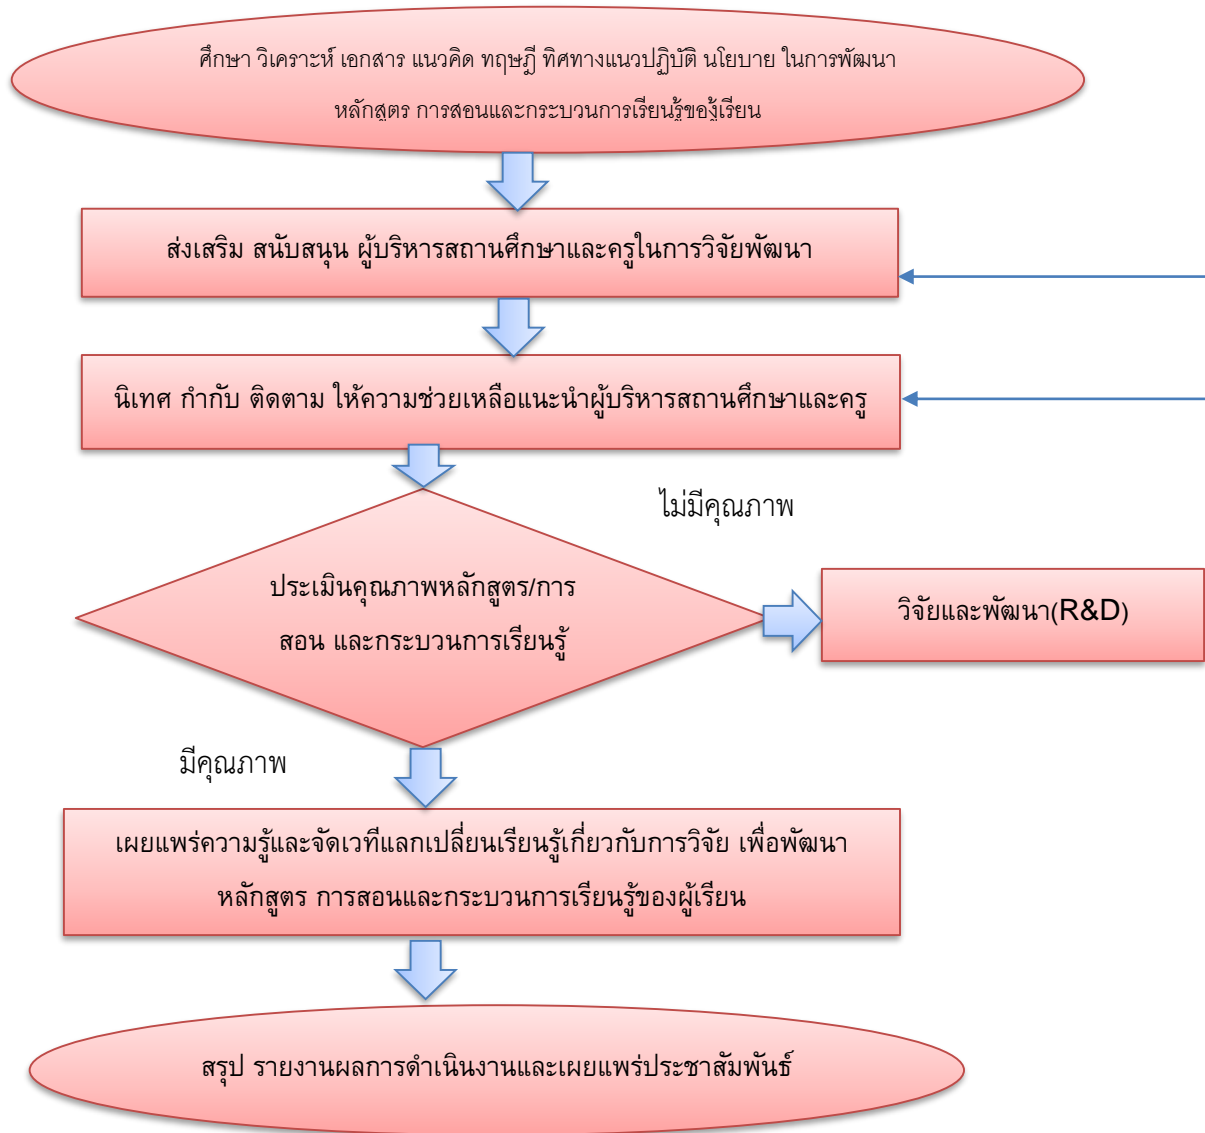 ศึกษา วิเคราะห์ เอกสาร แนวคิด ทฤษฎี ทิศทางแนวปฏิบัติ นโยบาย ในการพัฒนา
หลักสูตร การสอนและกระบวนการเรียนรู้ของู้เรียน
ส่งเสริม สนับสนุน ผู้บริหารสถานศึกษาและครูในการวิจัยพัฒนา
นิเทศ กำกับ ติดตาม ให้ความช่วยเหลือแนะนำผู้บริหารสถานศึกษาและครู
ไม่มีคุณภาพ
ประเมินคุณภาพหลักสูตร/การ
สอน และกระบวนการเรียนรู้
วิจัยและพัฒนา(R&D)
มีคุณภาพ
เผยแพร่ความรู้และจัดเวทีแลกเปลี่ยนเรียนรู้เกี่ยวกับการวิจัย เพื่อพัฒนา
หลักสูตร การสอนและกระบวนการเรียนรู้ของผู้เรียน
สรุป รายงานผลการดำเนินงานและเผยแพร่ประชาสัมพันธ์